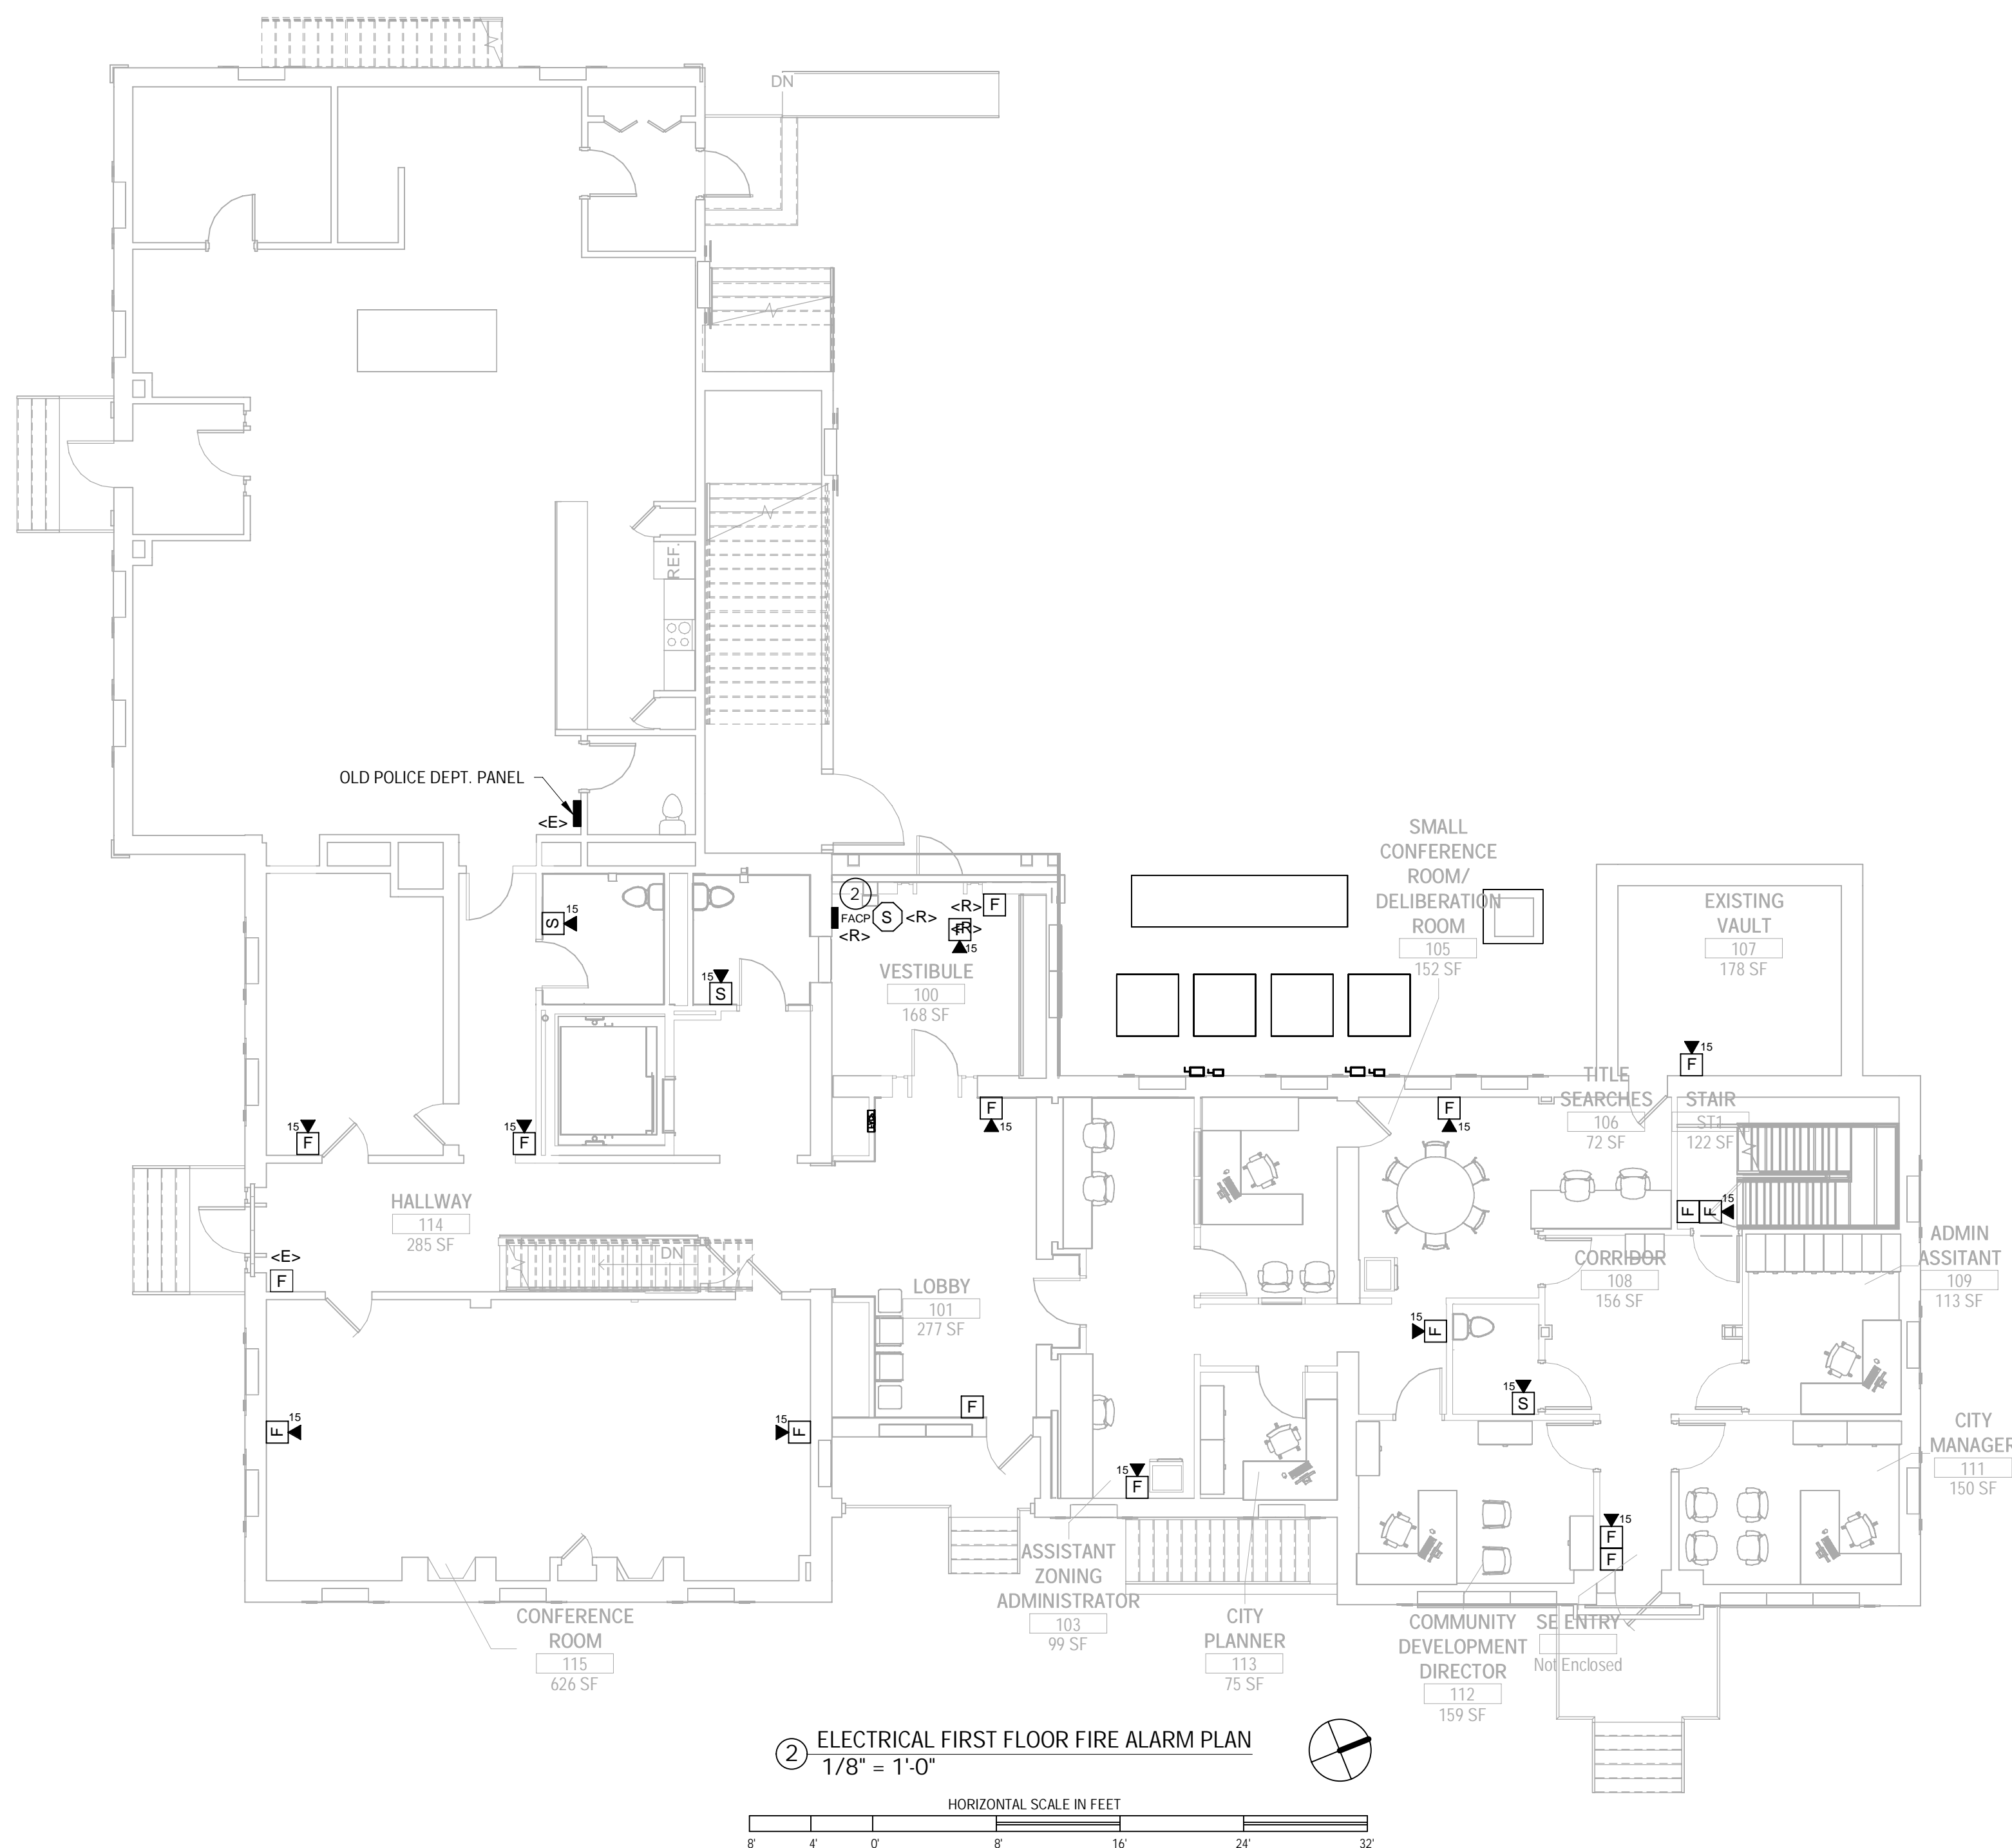 DN
REF.
OLD POLICE DEPT. PANEL
<E>
SMALL
CONFERENCE
ROOM/
DELIBERATION
ROOM
105
152 SF
EXISTING
VAULT
107
178 SF
2
FACP
<R>
S
<R>
<R>
F
F
<R>
15
S
15
15
S
VESTIBULE
100
168 SF
15
F
TITLE
SEARCHES
106
72 SF
STAIR
ST1
122 SF
15
F
15
F
F
15
F
15
HALLWAY
114
285 SF
F
F
15
<E>
F
DN
LOBBY
101
277 SF
CORRIDOR
108
156 SF
ADMIN
ASSITANT
109
113 SF
15
F
15
S
F
F
15
15
F
15
F
CITY
MANAGER
111
150 SF
15
F
F
ASSISTANT
ZONING
ADMINISTRATOR
103
99 SF
CONFERENCE
ROOM
115
626 SF
CITY
PLANNER
113
75 SF
COMMUNITY
DEVELOPMENT
DIRECTOR
112
159 SF
SE ENTRY
Not Enclosed
2
ELECTRICAL FIRST FLOOR FIRE ALARM PLAN
1/8" = 1'-0"
HORIZONTAL SCALE IN FEET
8' 4' 0' 8' 16' 24' 32'